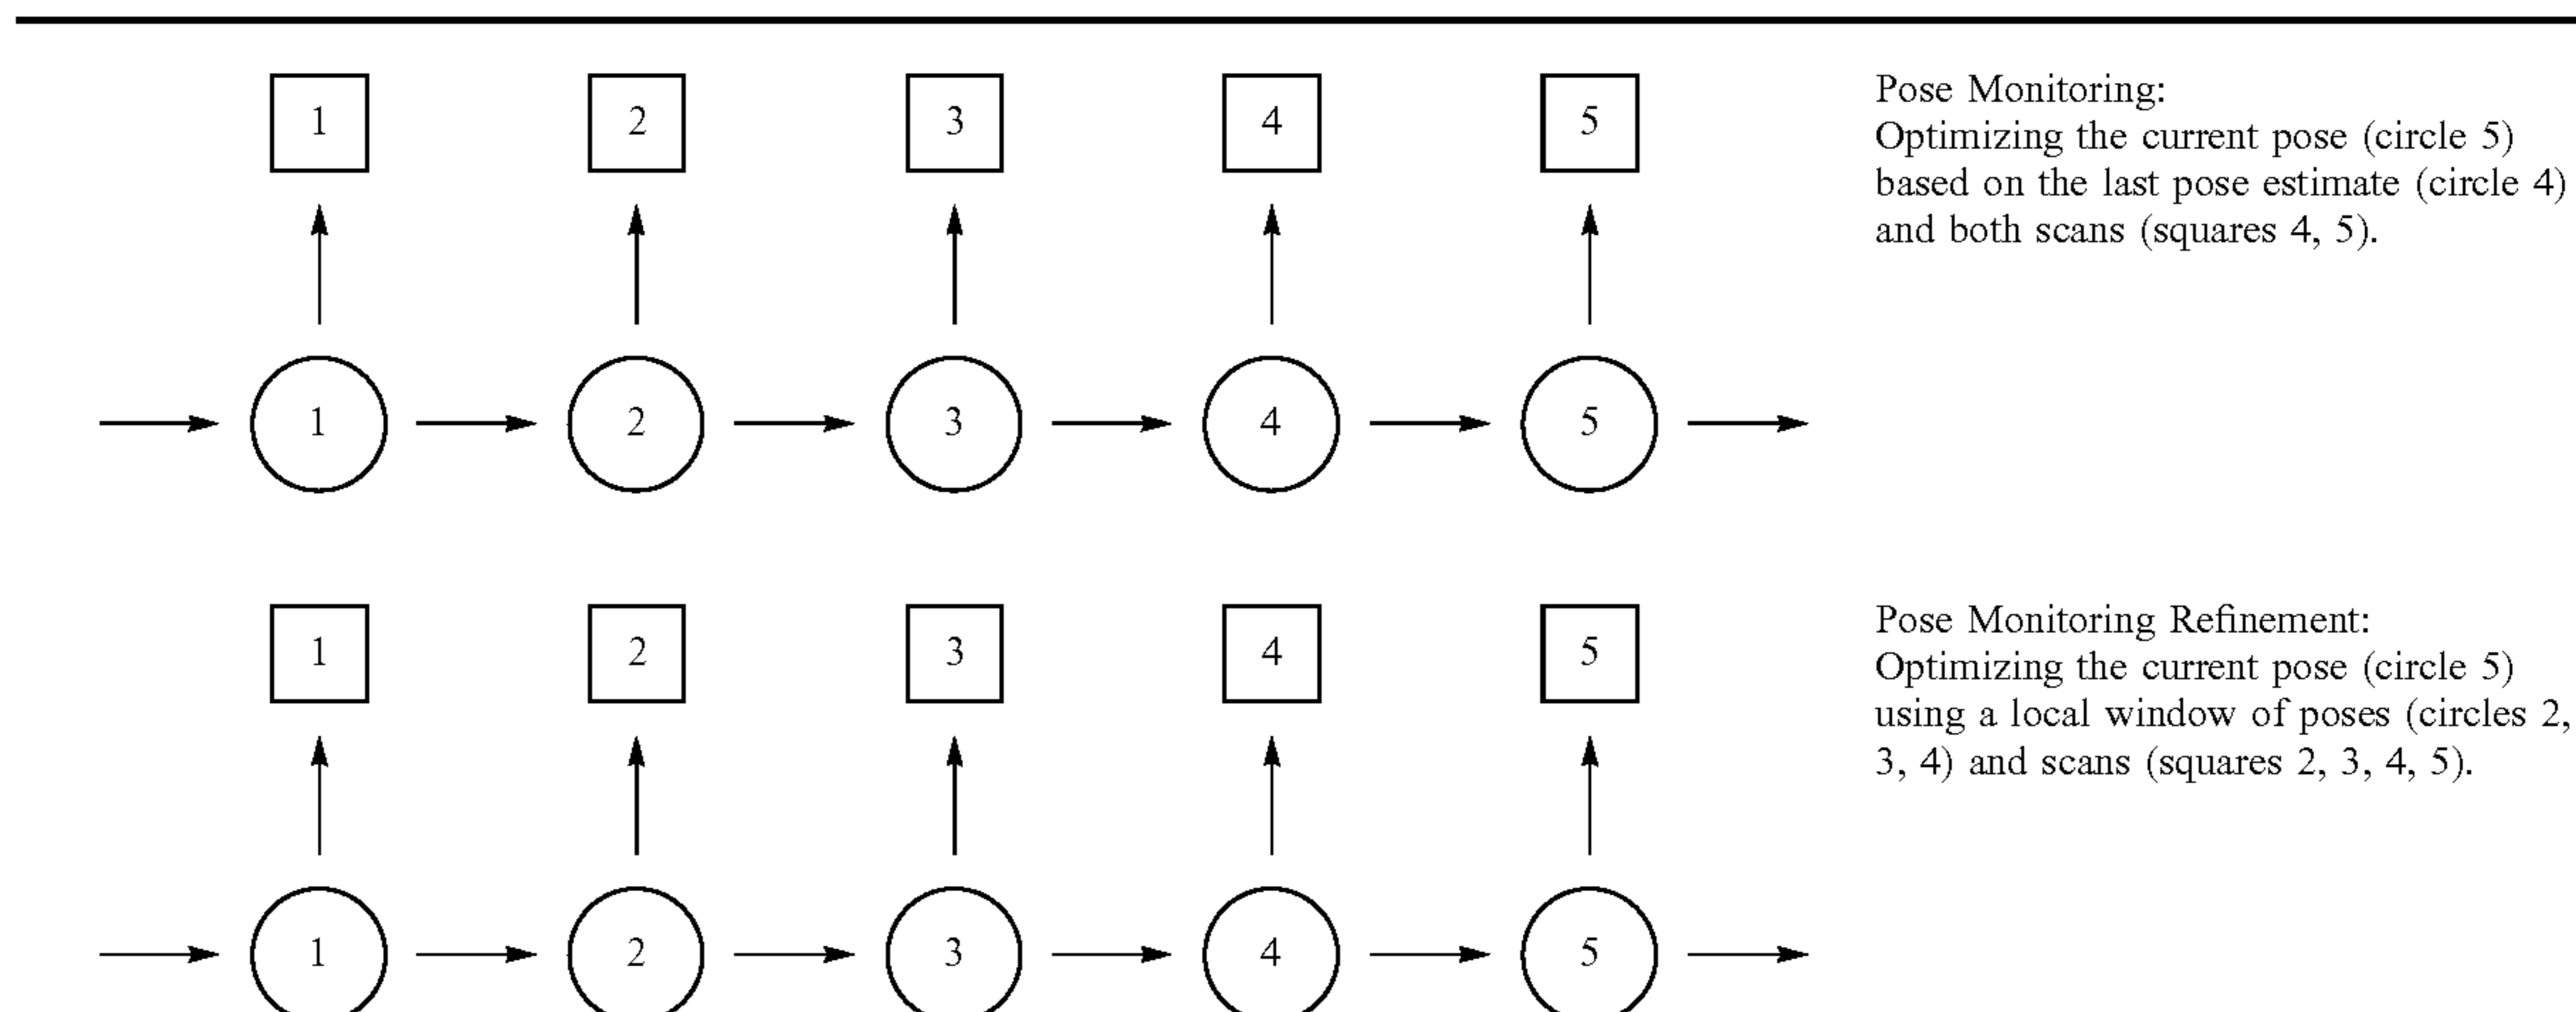 1 2 3 4 5
Pose Monitoring:
Optimizing the current pose (circle 5)
based on the last pose estimate (circle 4)
and both scans (squares 4, 5).
1 2 3 4 5
1 2 3 4 5
Pose Monitoring Refinement:
Optimizing the current pose (circle 5)
using a local window of poses (circles 2,
3, 4) and scans (squares 2, 3, 4, 5).
1 2 3 4 5